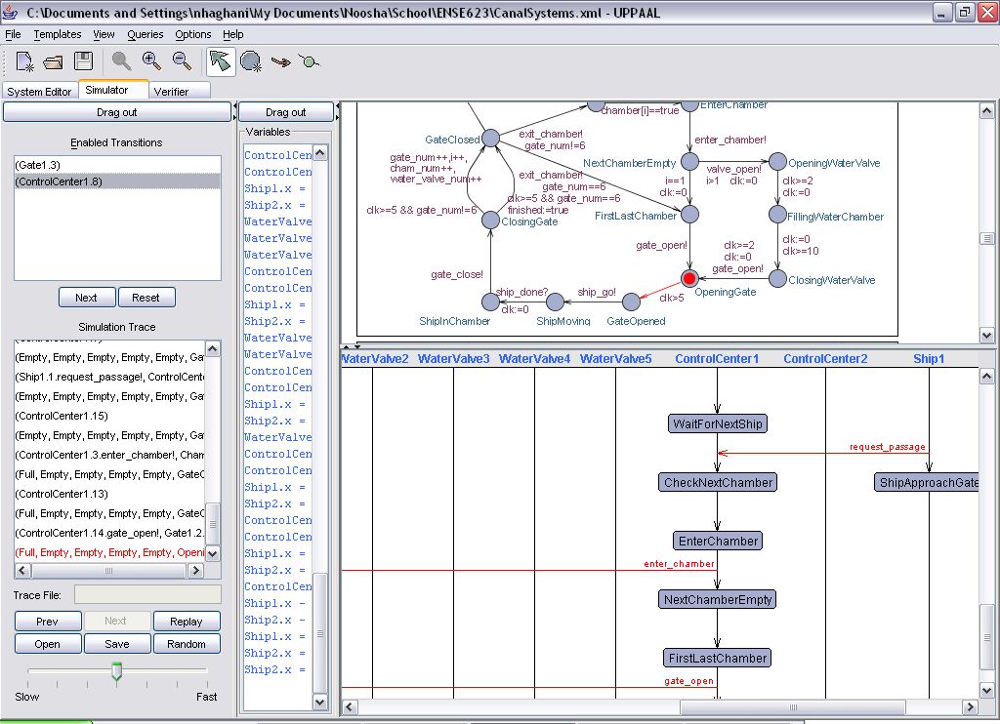 C:\Documents and Settings\nhaghani\My Documents\Noosha\School\ENSE623\CanalSystems.xml - UPPAAL
File Templates View Queries Options Help
System Editor Simulator Verifier
Drag out
Enabled Transitions
(Gate1.3)
(ControlCenter1.8)
Next Reset
Simulation Trace
(Empty, Empty, Empty, Empty, Ga
(Ship1.1.request_passage!, ControlCente
(Empty, Empty, Empty, Empty, Ga
(ControlCenter1.15)
(Empty, Empty, Empty, Empty, Ga
(ControlCenter1.3.enter_chamber!, Cham
(Full, Empty, Empty, Empty, GateC
(ControlCenter1.13)
(Full, Empty, Empty, Empty, GateC
(ControlCenter1.14.gate_open!, Gate1.2.
(Full, Empty, Empty, Empty, Openi
Trace File:
Prev Next Replay
Open Save Random
Slow Fast
Drag out
Variables
ControlCen
ControlCen
Ship1.x =
Ship2.x =
WaterValve
WaterValve
WaterValve
ControlCen
ControlCen
Ship1.x =
Ship2.x =
WaterValve
WaterValve
ControlCen
ControlCen
Ship1.x =
Ship2.x =
WaterValve
ControlCen
ControlCen
Ship1.x =
Ship2.x =
ControlCen
ControlCen
Ship1.x =
Ship2.x =
ControlCen
Ship1.x -
Ship2.x -
Ship1.x =
Ship2.x =
Ship2.x =
chamber[i]==true
EnterChamber
GateClosed
exit_chamber!
gate_num!=6
enter_chamber!
gate_num++,i++,
cham_num++,
water_valve_num++
NextChamberEmpty
valve_open!
i>1 clk:=0
OpeningWaterValve
exit_chamber!
gate_num==6
i==1
clk:=0
clk>=2
clk:=0
clk>=5 && gate_num==6
finished:=true
clk>=5 && gate_num!=6
ClosingGate
FirstLastChamber
FillingWaterChamber
gate_open!
clk>=2
clk:=0
gate_open!
clk:=0
clk>=10
gate_close!
OpeningGate
ClosingWaterValve
ship_done?
clk:=0
ship_go!
clk>5
ShipInChamber
ShipMoving
GateOpened
WaterValve2 WaterValve3 WaterValve4 WaterValve5 ControlCenter1 ControlCenter2 Ship1
WaitForNextShip
request_passage
CheckNextChamber
ShipApproachGate
EnterChamber
enter_chamber
NextChamberEmpty
FirstLastChamber
gate_open